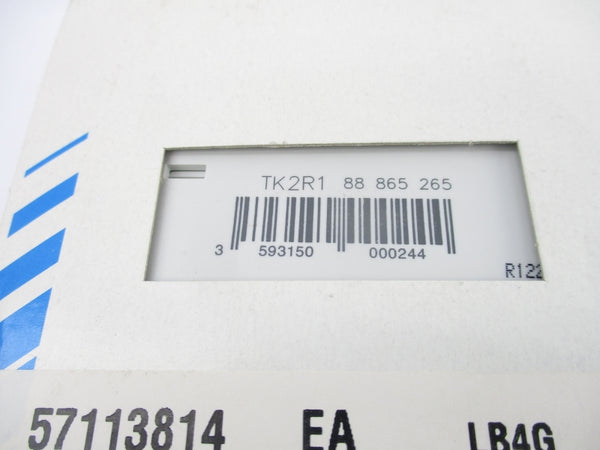 TK2R1 88 865 265
3 593150 000244
R122
57113814 EA LB4G